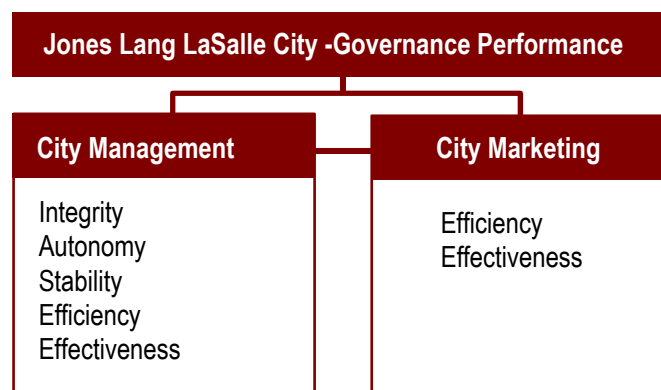 Jones Lang LaSalle City -Governance Performance
City Management
Integrity
Autonomy
Stability
Efficiency
Effectiveness
City Marketing
Efficiency
Effectiveness